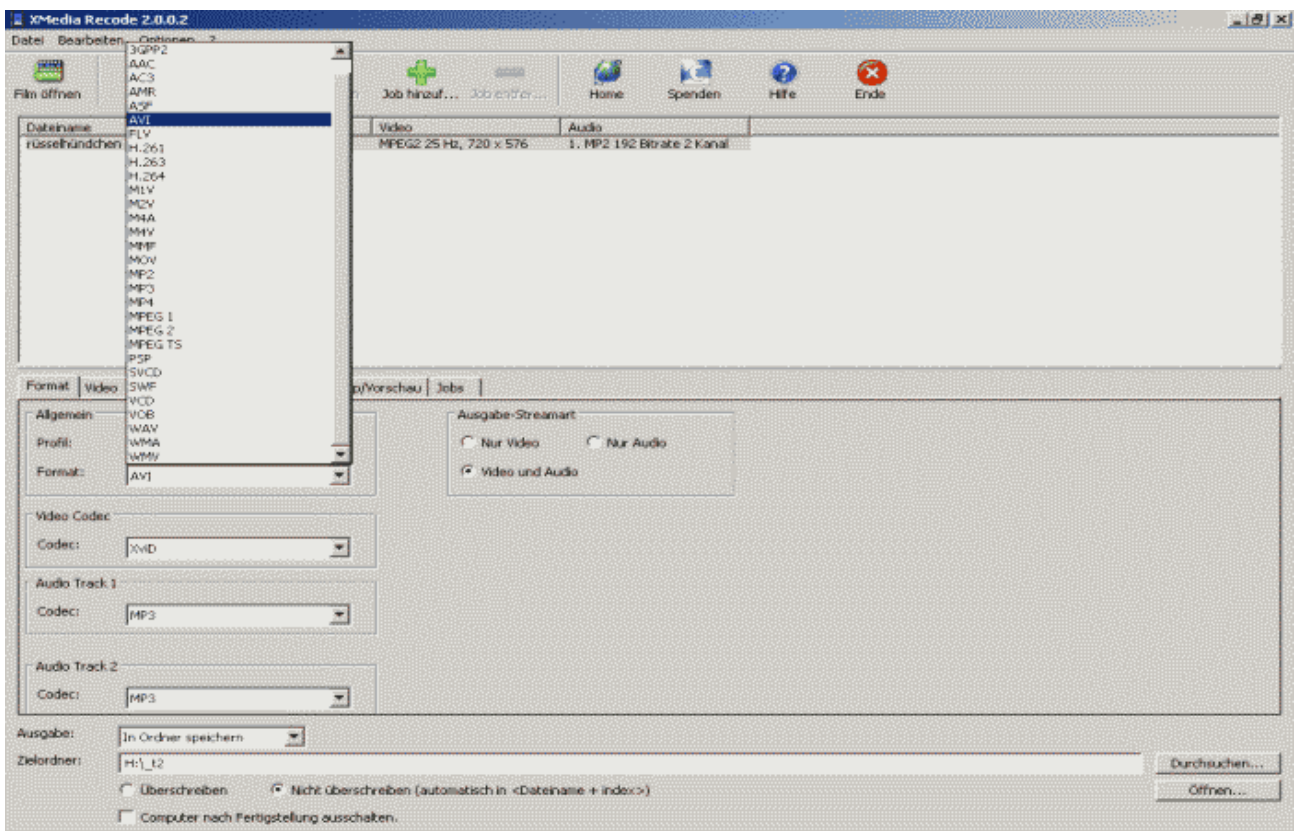 XMedia Recode 2.0.0.2
Datei Bearbeiten Optionen ?
Film öffnen Job hinzuf... Job entfer... Home Spenden Hilfe Ende
Dateiname Video Audio
rüsselhündchen MPEG2 25 Hz, 720 x 576 1. MP2 192 Bitrate 2 Kanal
3GPP2
AAC
AC3
AMR
ASF
AVI
FLV
H.261
H.263
H.264
M1V
M2V
M4A
M4V
MMF
MOV
MP2
MP3
MP4
MPEG 1
MPEG 2
MPEG TS
PSP
SVCD
SWF
VCD
VOB
WAV
WMA
WMV
Format Video p/Vorschau Jobs
Allgemein
Profil:
Format: AVI
Ausgabe-Streamart
Nur Video Nur Audio
Video und Audio
Video Codec
Codec: XviD
Audio Track 1
Codec: MP3
Audio Track 2
Codec: MP3
Ausgabe: In Ordner speichern
Zielordner: H:\_t2 Durchsuchen...
Überschreiben Nicht überschreiben (automatisch in <Dateiname + index>) Öffnen...
Computer nach Fertigstellung ausschalten.